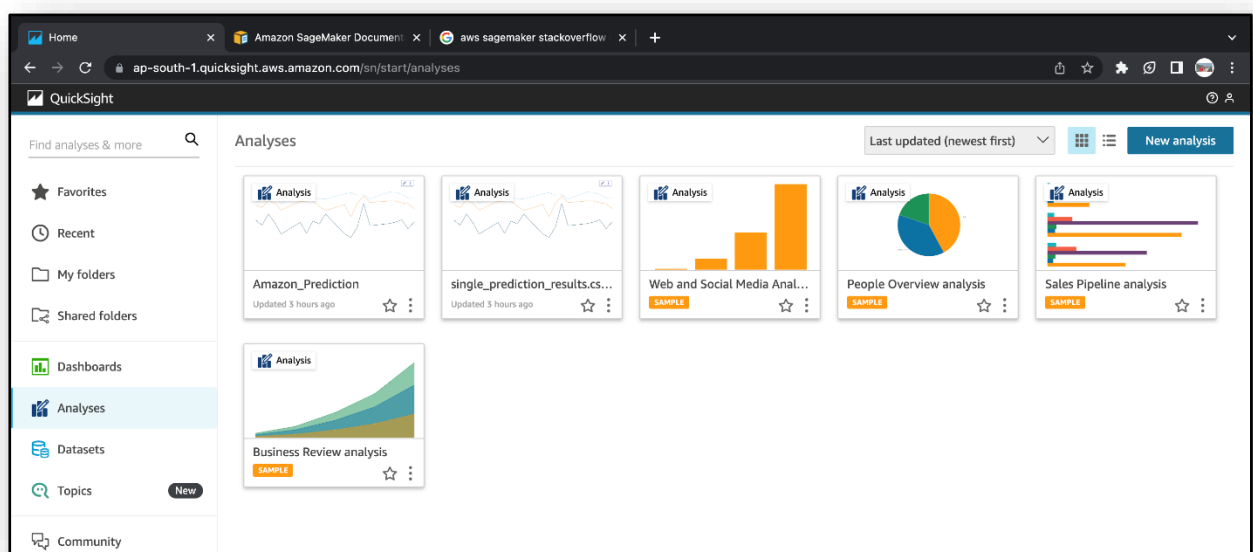 Home
Amazon SageMaker Document
aws sagemaker stackoverflow
ap-south-1.quicksight.aws.amazon.com/sn/start/analyses
QuickSight
Find analyses & more
Analyses
Last updated (newest first)
New analysis
Favorites
Recent
My folders
Shared folders
Dashboards
Analyses
Datasets
Topics
New
Community
Analysis
Amazon_Prediction
Updated 3 hours ago
Analysis
single_prediction_results.cs...
Updated 3 hours ago
Analysis
Web and Social Media Anal...
SAMPLE
Analysis
People Overview analysis
SAMPLE
Analysis
Sales Pipeline analysis
SAMPLE
Analysis
Business Review analysis
SAMPLE